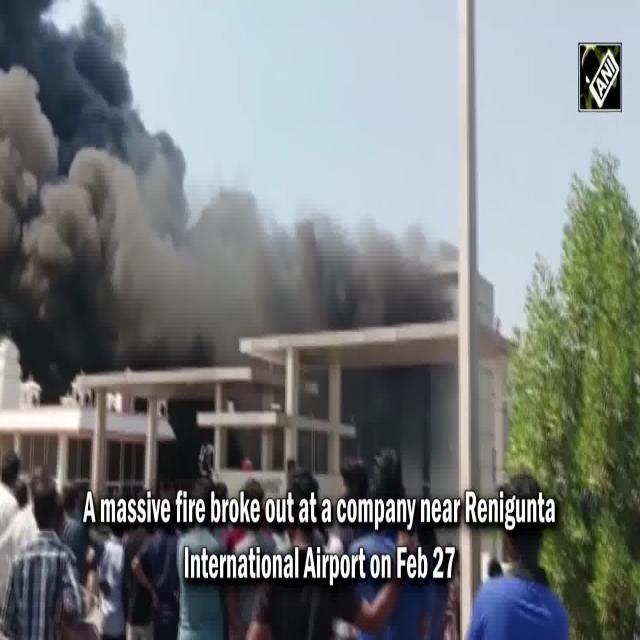 ANI
A massive fire broke out at a company near Renigunta
International Airport on Feb 27